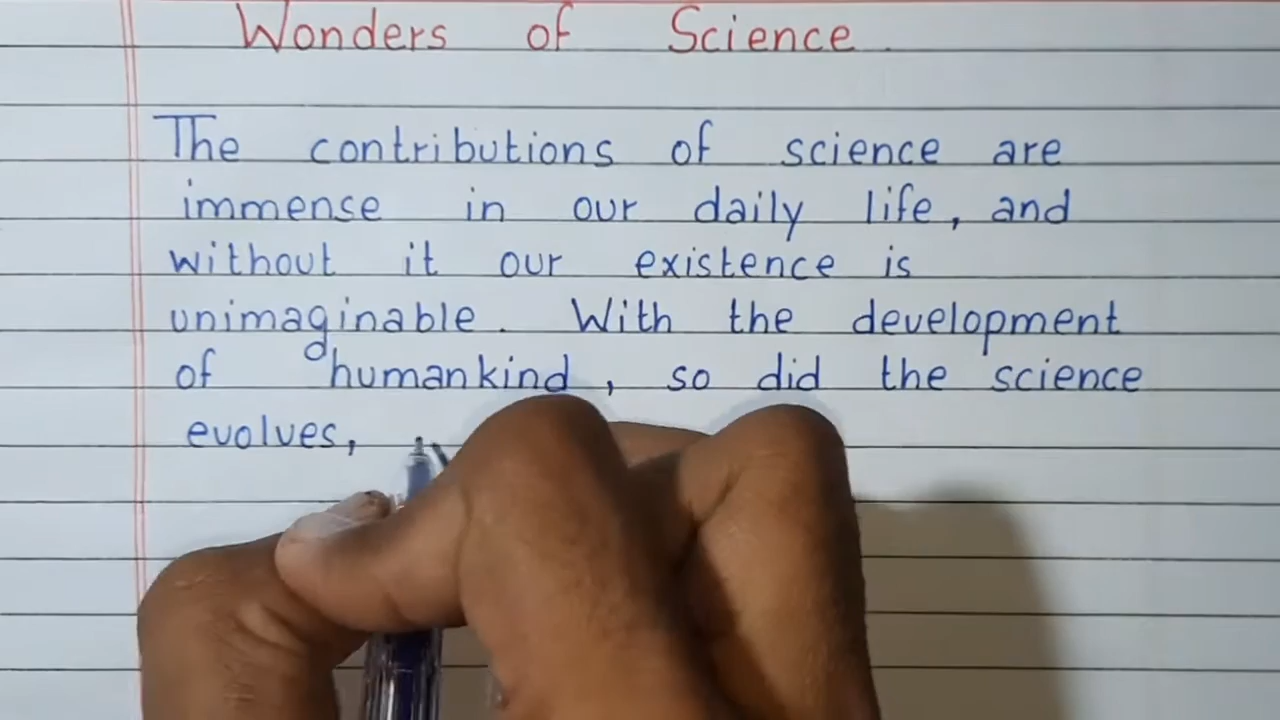 Wonders of Science.
The contributions of science are
immense in our daily life, and
without it our existence is
unimaginable. With the development
of humankind, so did the science
evolves,